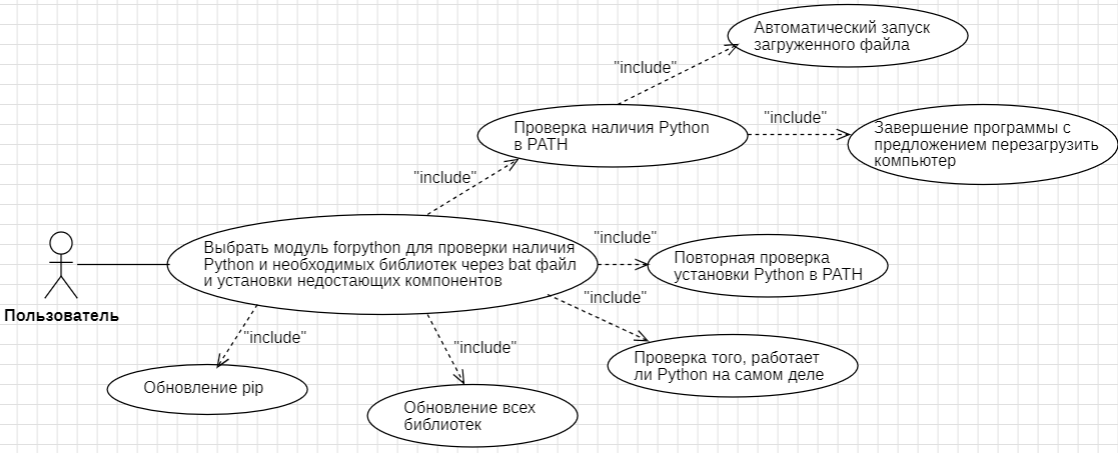 Автоматический запуск
загруженного файла
"include"
"include"
Проверка наличия Python
в PATH
Завершение программы с
предложением перезагрузить
компьютер
"include"
Выбрать модуль forpython для проверки наличия
Python и необходимых библиотек через bat файл
и установки недостающих компонентов
"include"
Повторная проверка
установки Python в PATH
"include"
Пользователь
"include"
"include"
Проверка того, работает
ли Python на самом деле
Обновление pip
Обновление всех
библиотек